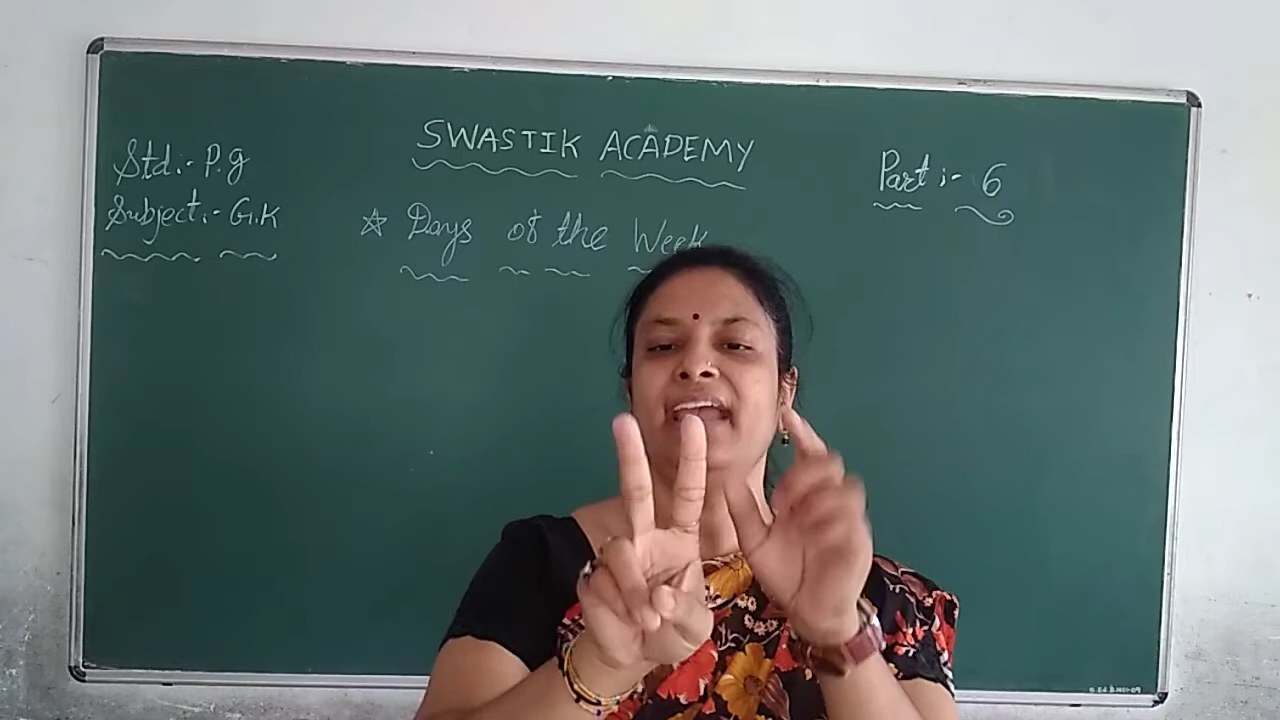 SWASTIK ACADEMY
Std:- P.g
Subject:- G.K
Part:- 6
☆ Days of the Week